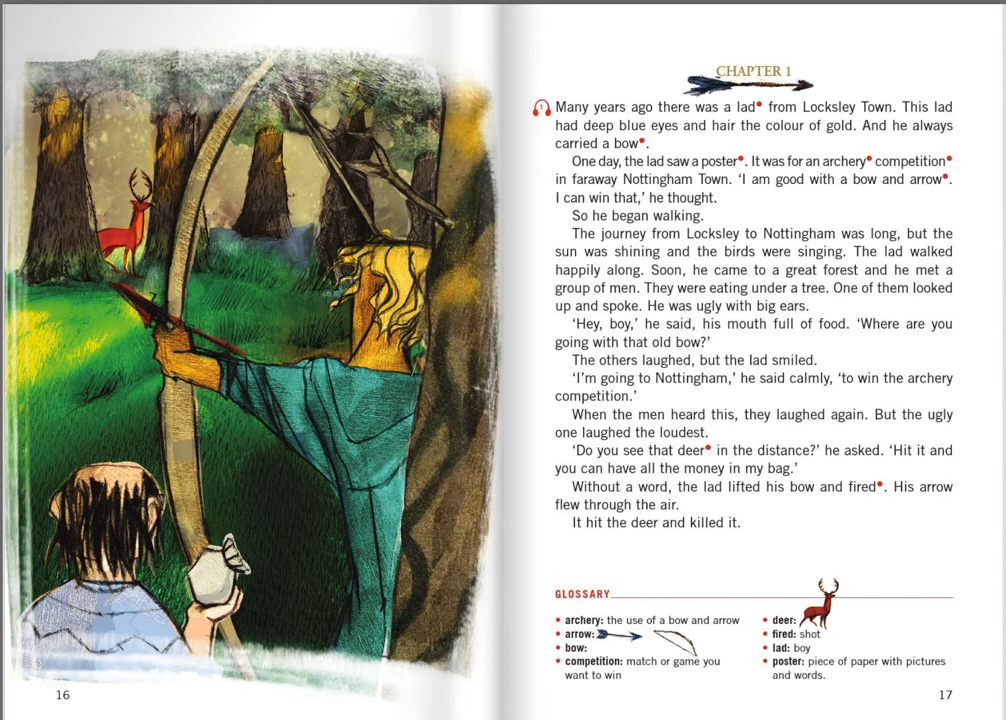 CHAPTER 1
1
Many years ago there was a lad• from Locksley Town. This lad
had deep blue eyes and hair the colour of gold. And he always
carried a bow•.
One day, the lad saw a poster•. It was for an archery• competition•
in faraway Nottingham Town. ‘I am good with a bow and arrow•.
I can win that,’ he thought.
So he began walking.
The journey from Locksley to Nottingham was long, but the
sun was shining and the birds were singing. The lad walked
happily along. Soon, he came to a great forest and he met a
group of men. They were eating under a tree. One of them looked
up and spoke. He was ugly with big ears.
‘Hey, boy,’ he said, his mouth full of food. ‘Where are you
going with that old bow?’
The others laughed, but the lad smiled.
‘I’m going to Nottingham,’ he said calmly, ‘to win the archery
competition.’
When the men heard this, they laughed again. But the ugly
one laughed the loudest.
‘Do you see that deer• in the distance?’ he asked. ‘Hit it and
you can have all the money in my bag.’
Without a word, the lad lifted his bow and fired•. His arrow
flew through the air.
It hit the deer and killed it.
GLOSSARY
• archery: the use of a bow and arrow
• arrow:
• bow:
• competition: match or game you
want to win
• deer:
• fired: shot
• lad: boy
• poster: piece of paper with pictures
and words.
16
17